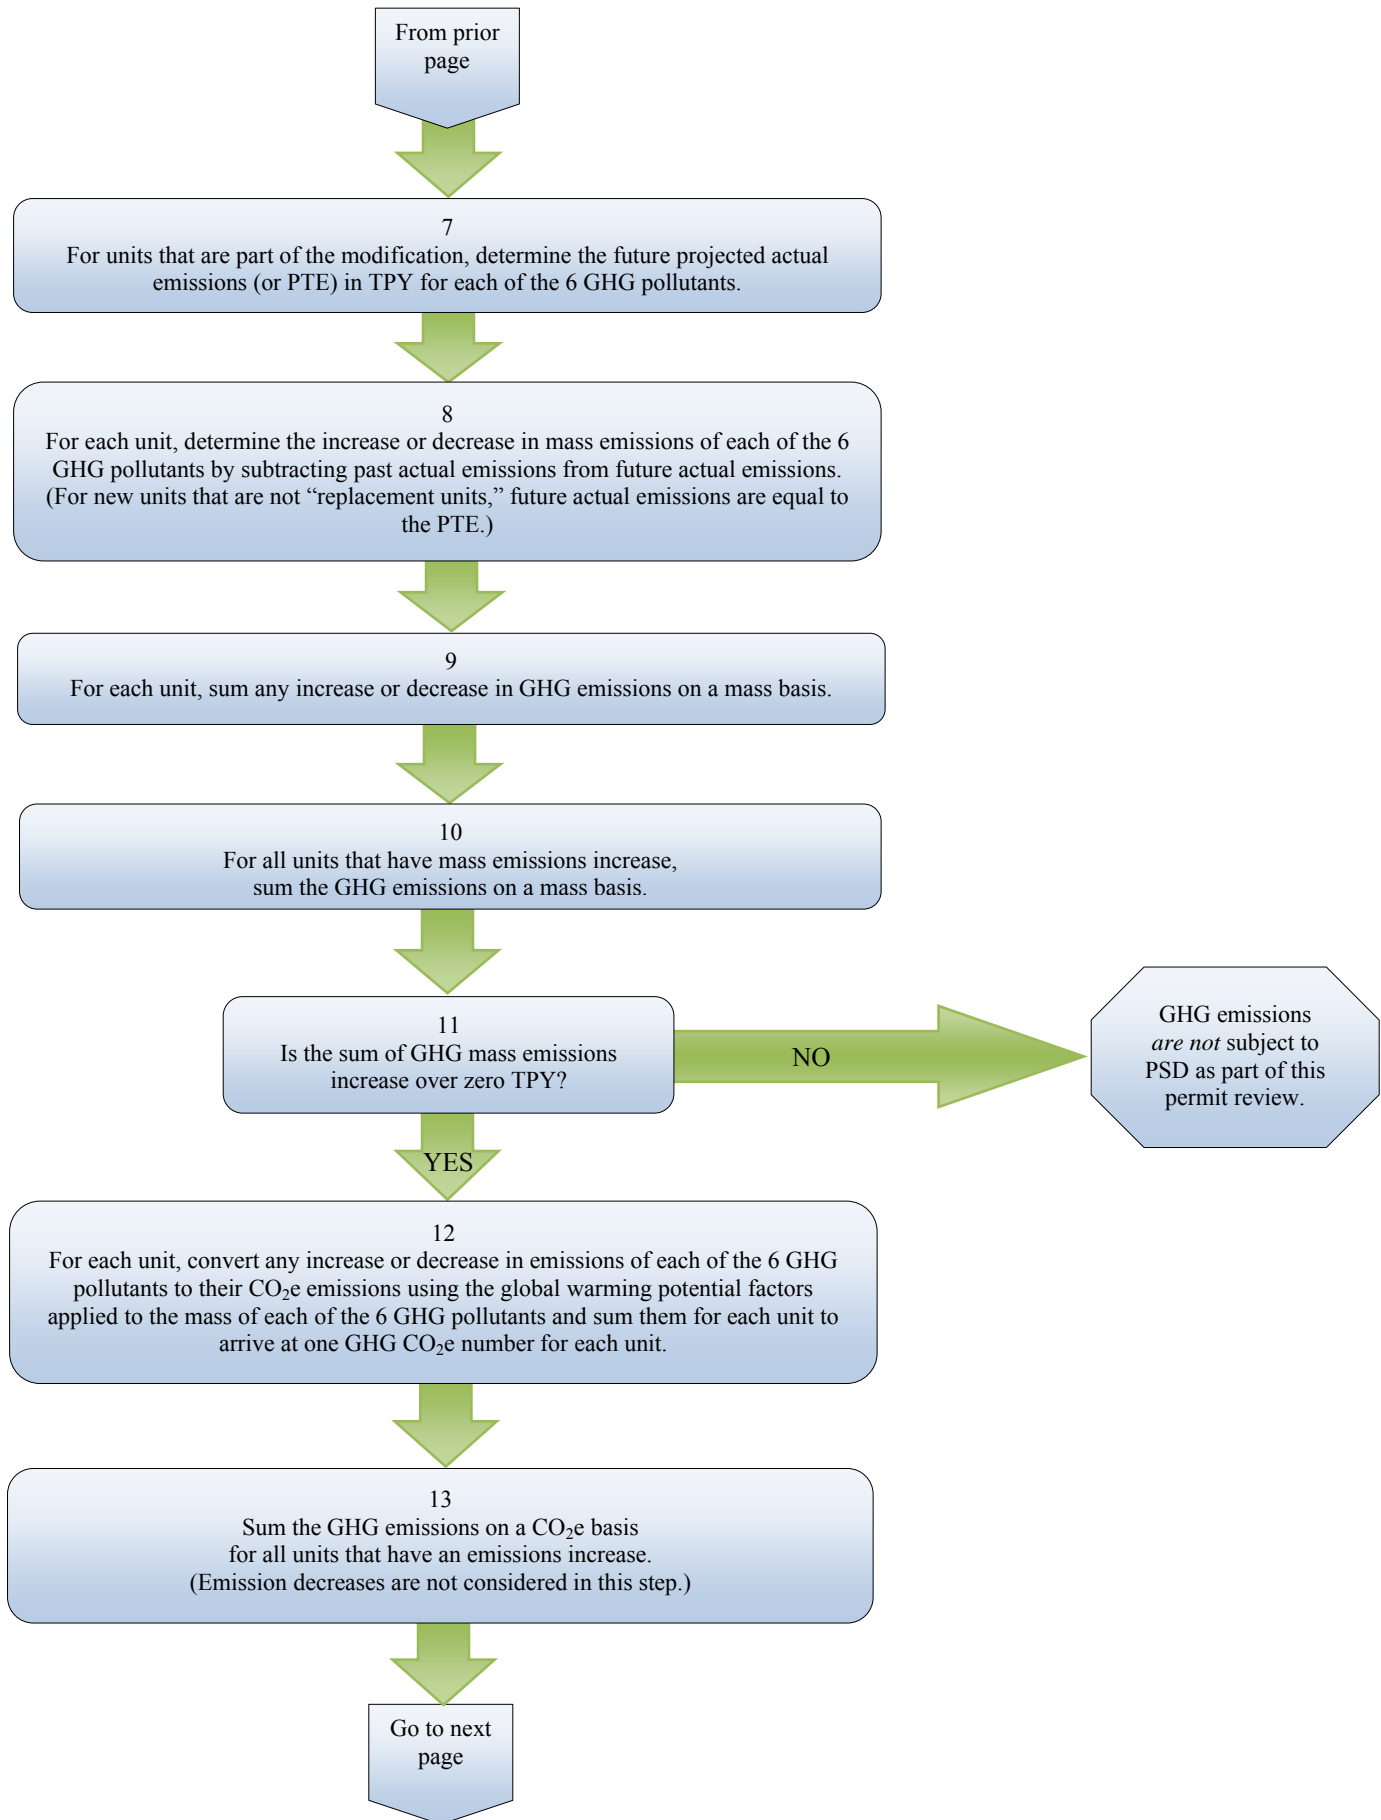 From prior
page
7
For units that are part of the modification, determine the future projected actual
emissions (or PTE) in TPY for each of the 6 GHG pollutants.
8
For each unit, determine the increase or decrease in mass emissions of each of the 6
GHG pollutants by subtracting past actual emissions from future actual emissions.
(For new units that are not “replacement units,” future actual emissions are equal to
the PTE.)
9
For each unit, sum any increase or decrease in GHG emissions on a mass basis.
10
For all units that have mass emissions increase,
sum the GHG emissions on a mass basis.
11
Is the sum of GHG mass emissions
increase over zero TPY?
NO
GHG emissions
are not subject to
PSD as part of this
permit review.
YES
12
For each unit, convert any increase or decrease in emissions of each of the 6 GHG
pollutants to their CO₂e emissions using the global warming potential factors
applied to the mass of each of the 6 GHG pollutants and sum them for each unit to
arrive at one GHG CO₂e number for each unit.
13
Sum the GHG emissions on a CO₂e basis
for all units that have an emissions increase.
(Emission decreases are not considered in this step.)
Go to next
page